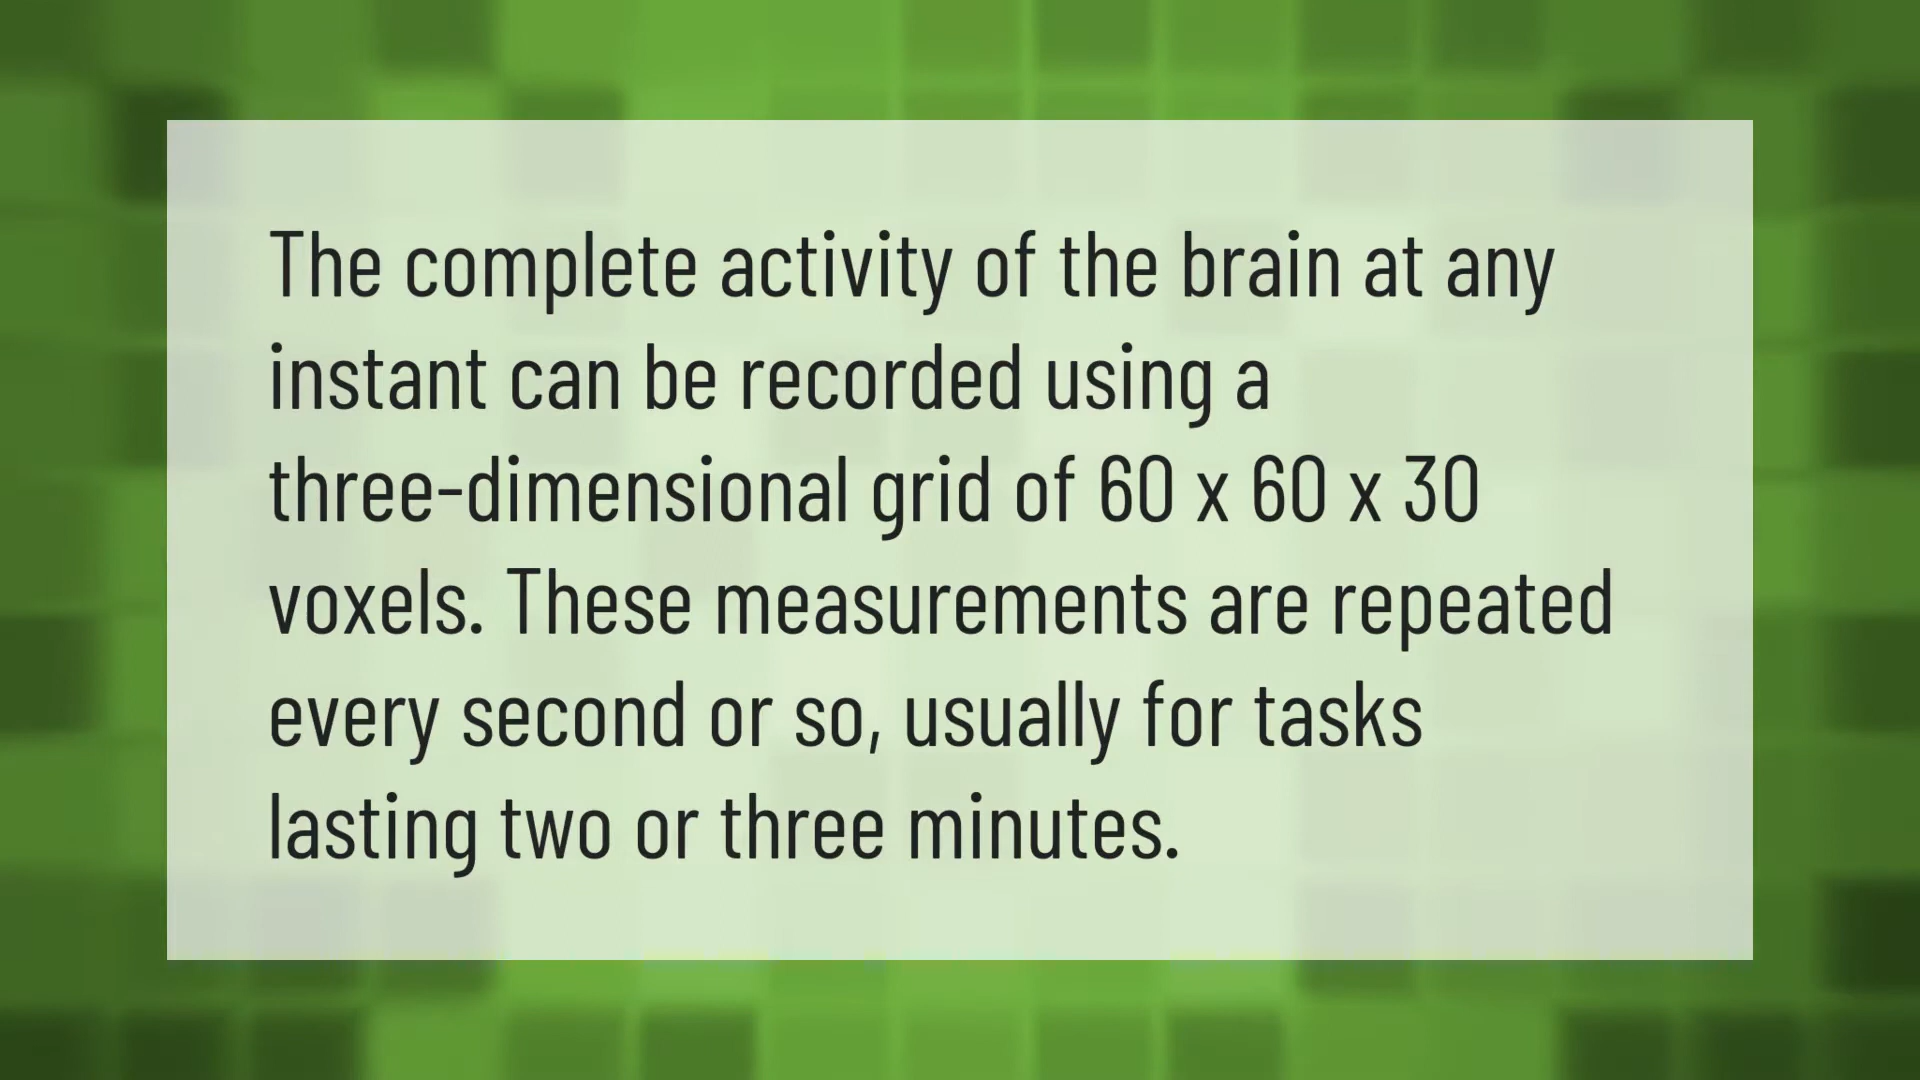 The complete activity of the brain at any
instant can be recorded using a
three-dimensional grid of 60 x 60 x 30
voxels. These measurements are repeated
every second or so, usually for tasks
lasting two or three minutes.